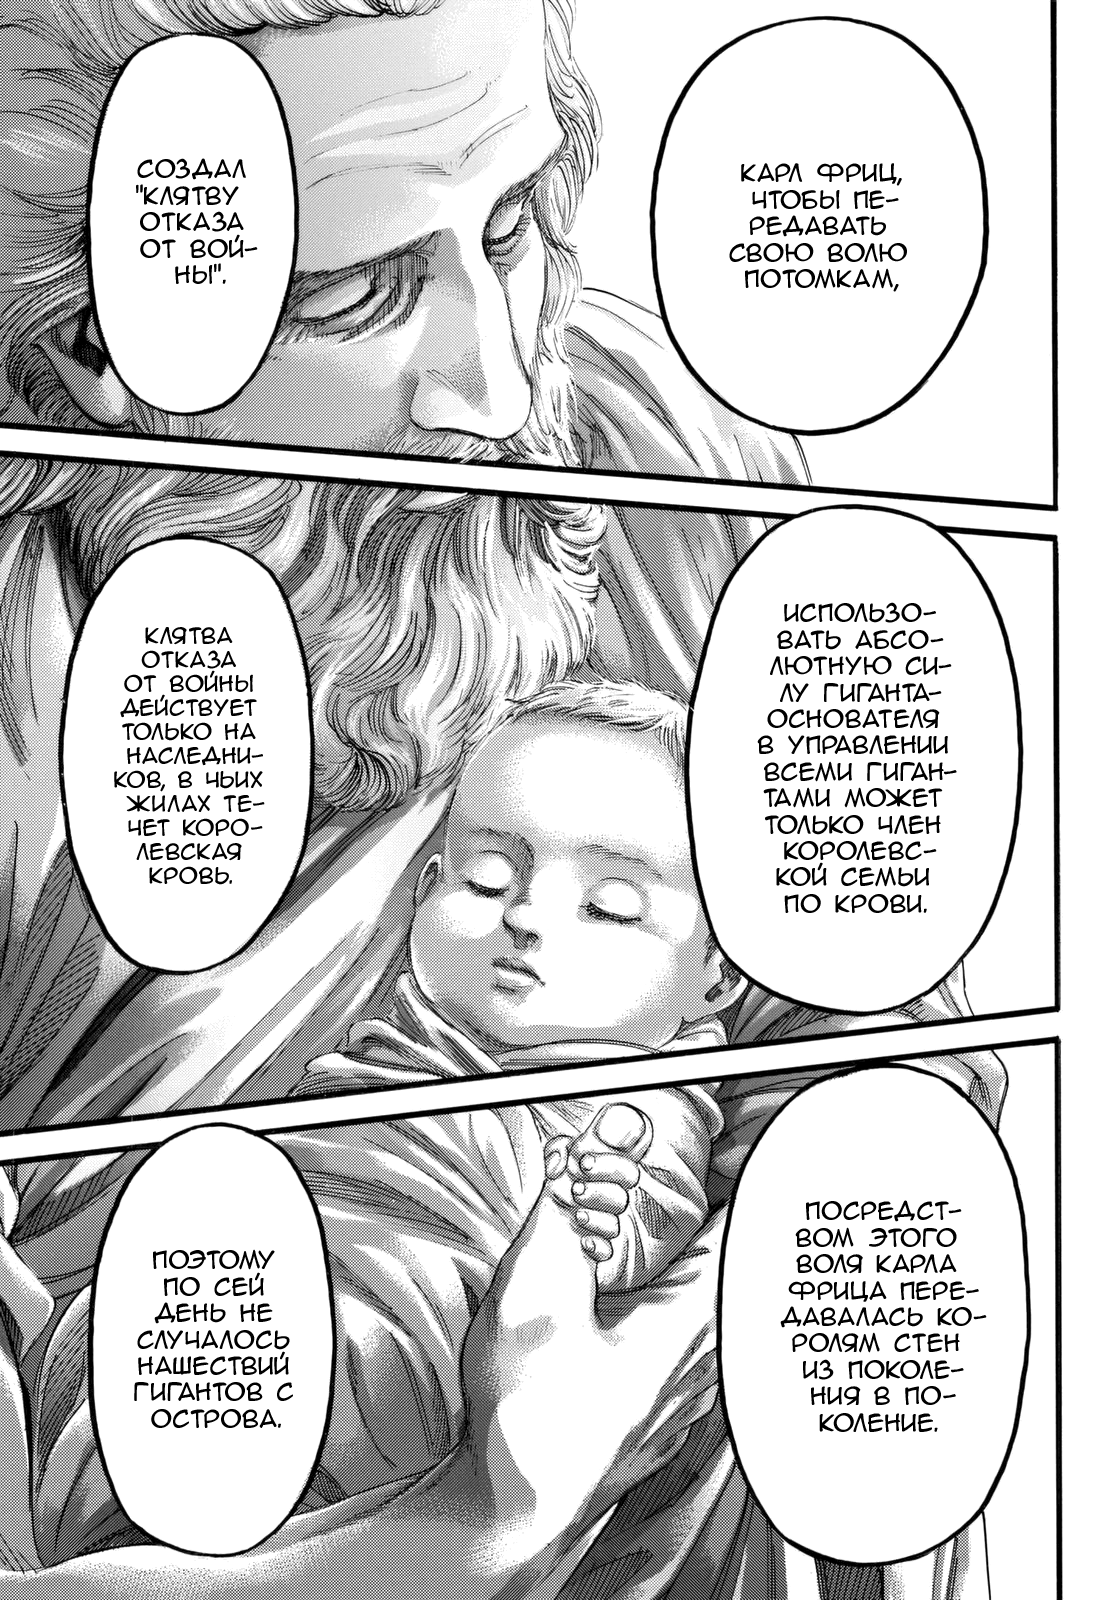 КАРЛ ФРИЦ,
ЧТОБЫ ПЕ-
РЕДАВАТЬ
СВОЮ ВОЛЮ
ПОТОМКАМ,
СОЗДАЛ
"КЛЯТВУ
ОТКАЗА
ОТ ВОЙ-
НЫ".
ИСПОЛЬЗО-
ВАТЬ АБСО-
ЛЮТНУЮ СИ-
ЛУ ГИГАНТА-
ОСНОВАТЕЛЯ
В УПРАВЛЕНИИ
ВСЕМИ ГИГАН-
ТАМИ МОЖЕТ
ТОЛЬКО ЧЛЕН
КОРОЛЕВС-
КОЙ СЕМЬИ
ПО КРОВИ.
КЛЯТВА
ОТКАЗА
ОТ ВОЙНЫ
ДЕЙСТВУЕТ
ТОЛЬКО НА
НАСЛЕДНИ-
КОВ, В ЧЬИХ
ЖИЛАХ ТЕ-
ЧЕТ КОРО-
ЛЕВСКАЯ
КРОВЬ.
ПОСРЕДСТ-
ВОМ ЭТОГО
ВОЛЯ КАРЛА
ФРИЦА ПЕРЕ-
ДАВАЛАСЬ КО-
РОЛЯМ СТЕН
ИЗ ПОКОЛЕ-
НИЯ В ПО-
КОЛЕНИЕ.
ПОЭТОМУ
ПО СЕЙ
ДЕНЬ НЕ
СЛУЧАЛОСЬ
НАШЕСТВИЙ
ГИГАНТОВ С
ОСТРОВА.